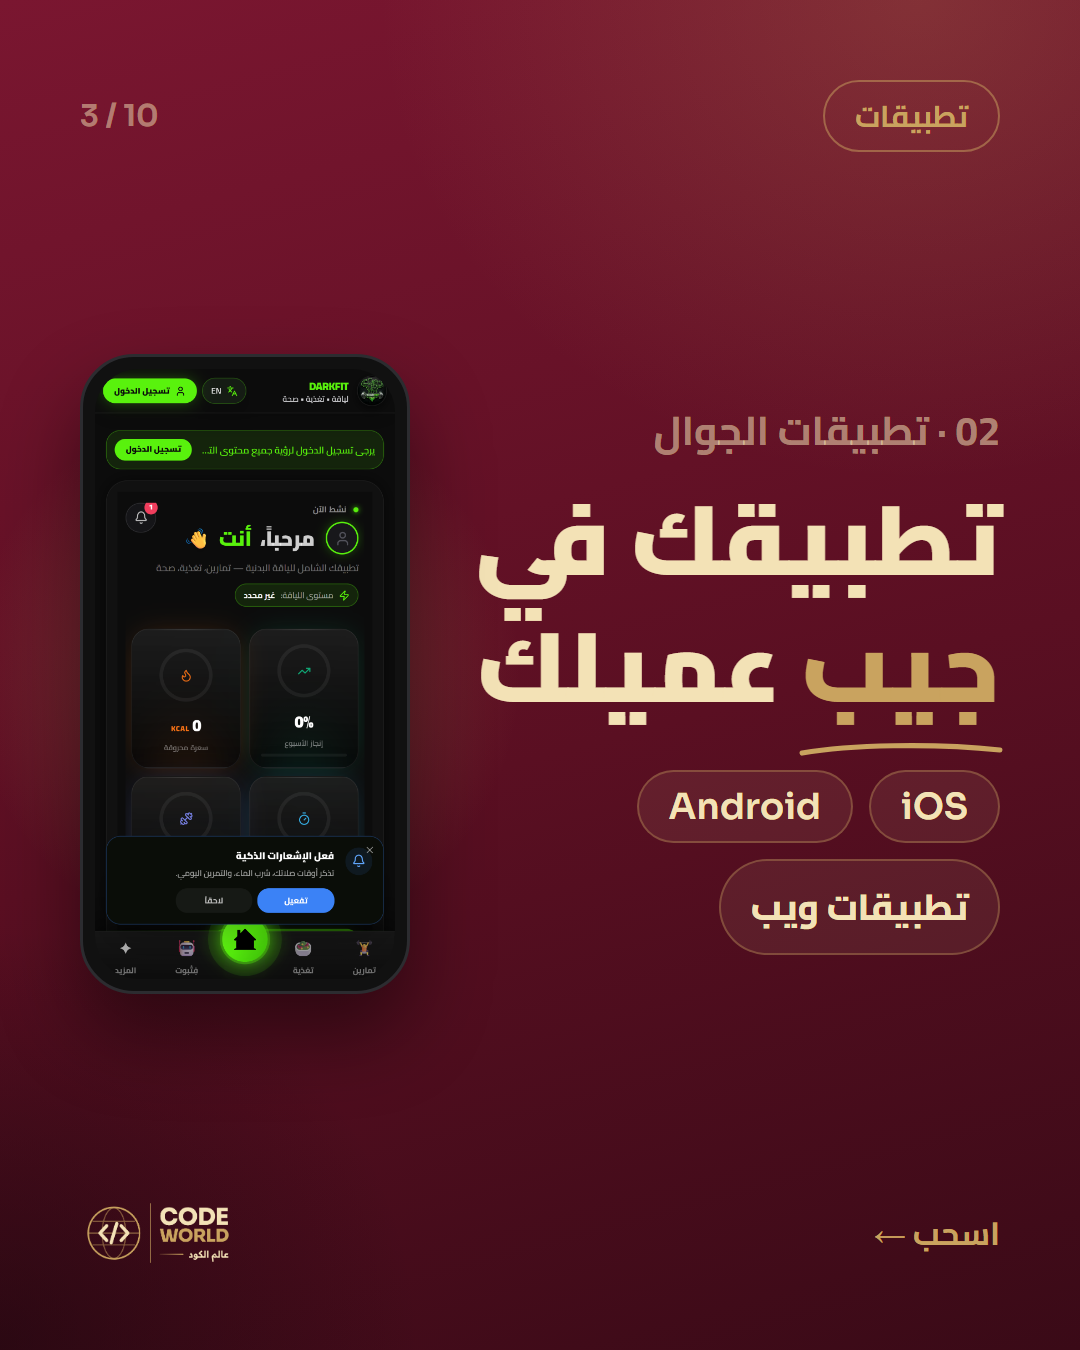 تطبيقات
3 / 10
02 · تطبيقات الجوال
تطبيقك في
جيب عميلك
iOS
Android
تطبيقات ويب
DARKFIT
لياقة • تغذية • صحة
EN
تسجيل الدخول
يرجى تسجيل الدخول لرؤية جميع محتوى الت...
تسجيل الدخول
نشط الآن
1
مرحباً، أنت 👋
تطبيقك الشامل للياقة البدنية — تمارين، تغذية، صحة
مستوى اللياقة: غير محدد
0%
إنجاز الأسبوع
0 KCAL
سعرة محروقة
فعل الإشعارات الذكية
تذكر أوقات صلاتك، شرب الماء، والتمرين اليومي.
تفعيل
لاحقاً
تمارين
تغذية
فتْبوت
المزيد
اسحب ←
CODE
WORLD
عالم الكود